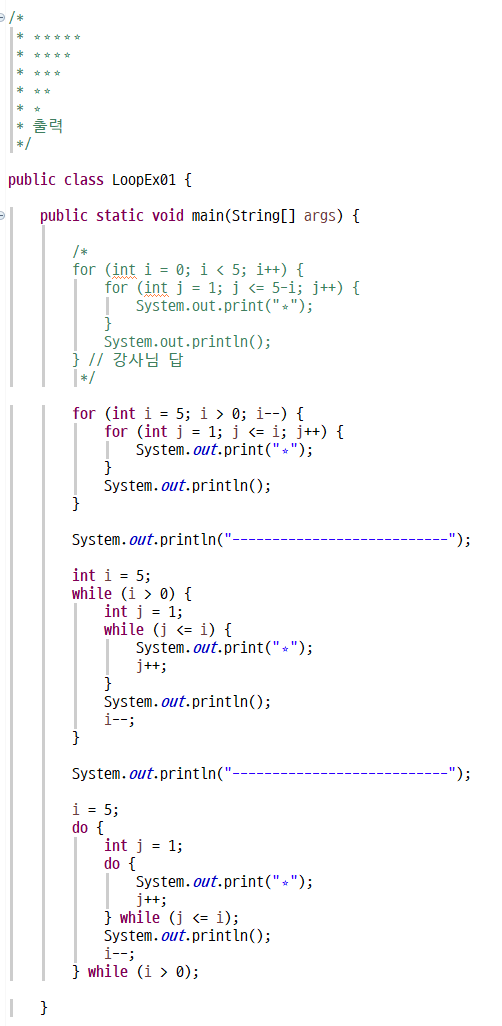 /*
 * ☆☆☆☆☆
 * ☆☆☆☆
 * ☆☆☆
 * ☆☆
 * ☆
 * 출력
 */
public class LoopEx01 {
    public static void main(String[] args) {
        /*
        for (int i = 0; i < 5; i++) {
            for (int j = 1; j <= 5-i; j++) {
                System.out.print("☆");
            }
            System.out.println();
        } // 강사님 답
         */
        for (int i = 5; i > 0; i--) {
            for (int j = 1; j <= i; j++) {
                System.out.print("☆");
            }
            System.out.println();
        }
        System.out.println("---------------------------");
        int i = 5;
        while (i > 0) {
            int j = 1;
            while (j <= i) {
                System.out.print("☆");
                j++;
            }
            System.out.println();
            i--;
        }
        System.out.println("---------------------------");
        i = 5;
        do {
            int j = 1;
            do {
                System.out.print("☆");
                j++;
            } while (j <= i);
            System.out.println();
            i--;
        } while (i > 0);
    }